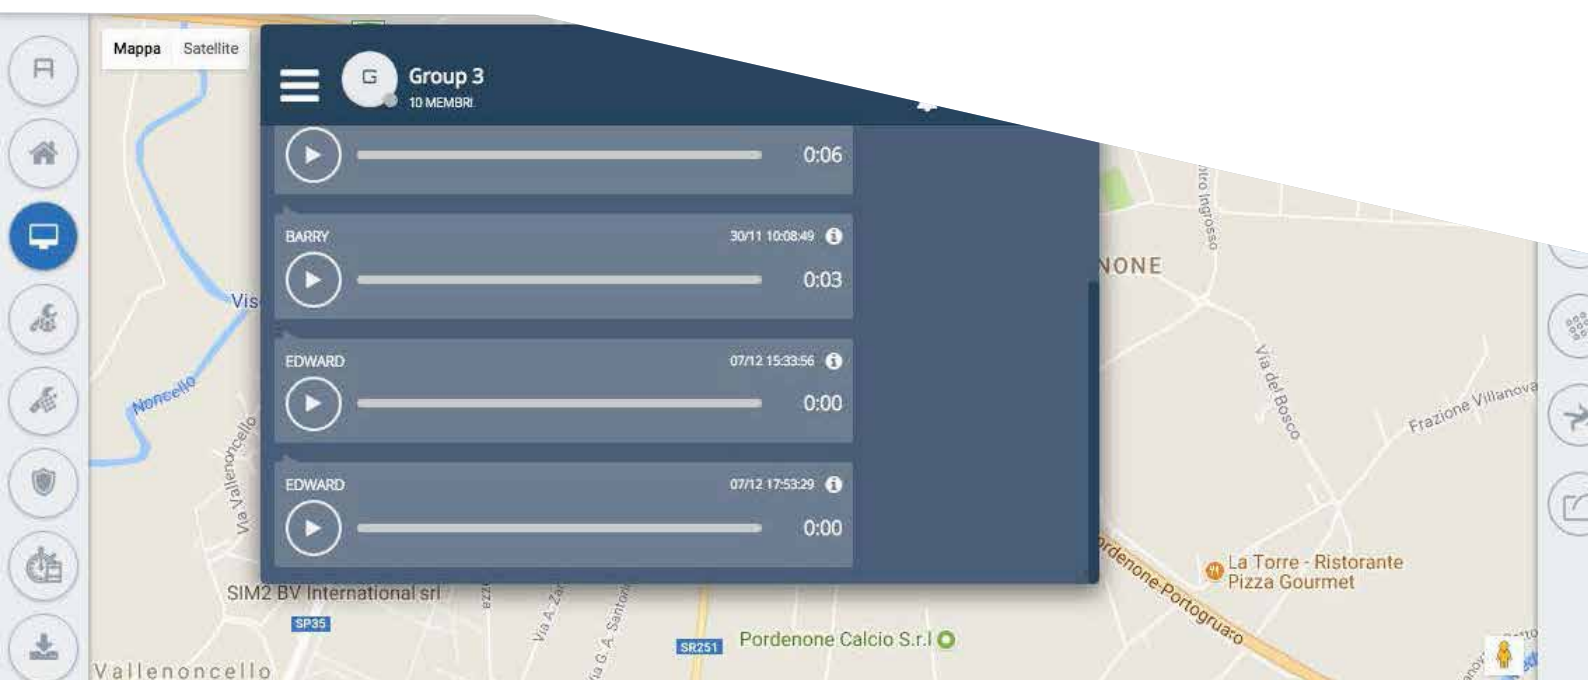 Mappa Satellite
G
Group 3
10 MEMBRI
0:06
BARRY 30/11 10:08:49
0:03
EDWARD 07/12 15:33:56
0:00
EDWARD 07/12 17:53:29
0:00
NONE
Noncello
Via Vallenoncello
Via del Bosco
Frazione Villanova
La Torre - Ristorante
Pizza Gourmet
SIM2 BV International srl
SP35
SR251
Pordenone Calcio S.r.l
Vallenoncello